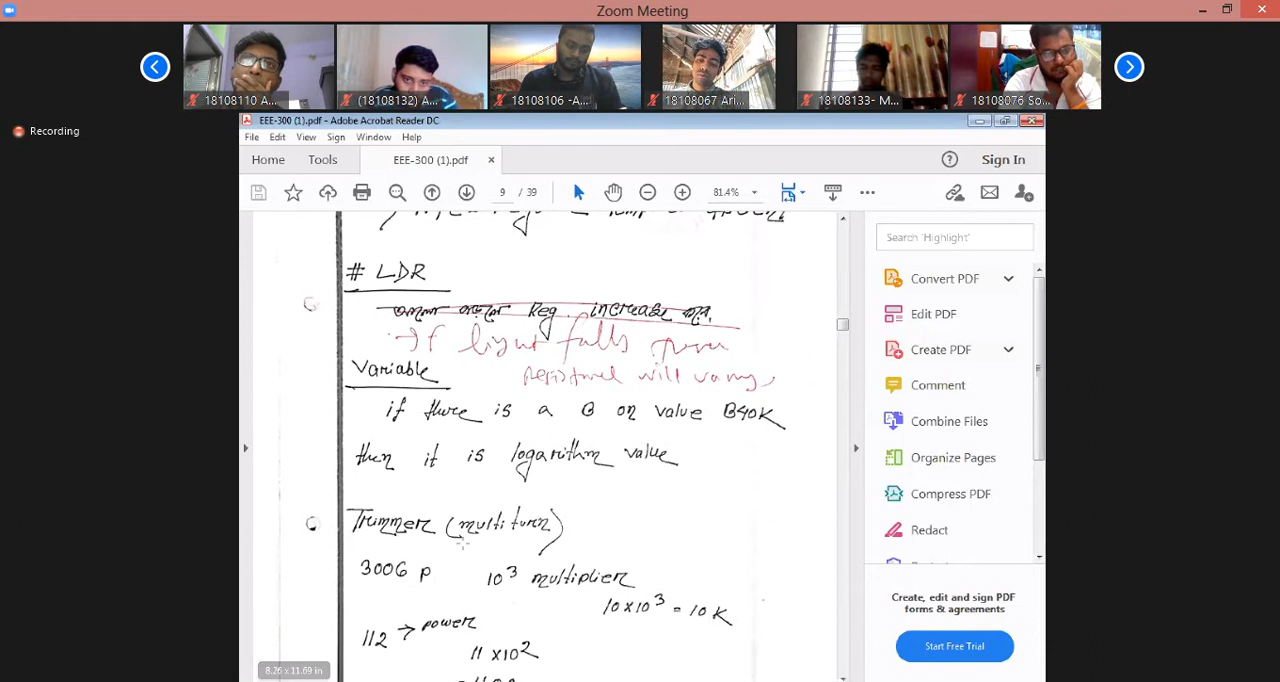 Zoom Meeting
18108110 A...
(18108132) A...
18108106 -A...
18108067 Ari...
18108133- M...
18108076 So...
Recording
EEE-300 (1).pdf - Adobe Acrobat Reader DC
File Edit View Sign Window Help
Home Tools EEE-300 (1).pdf × Sign In
9 / 39 81.4%
# LDR
Reg. increase
If light falls
resistance will vary,
Variable
if there is a B on value B40K
then it is logarithm value
Trimmer (multiturn)
3006 p 10³ multiplier
10 x 10³ = 10 K
112 → power
11 x 10²
8.26 x 11.69 in
Search 'Highlight'
Convert PDF
Edit PDF
Create PDF
Comment
Combine Files
Organize Pages
Compress PDF
Redact
Create, edit and sign PDF
forms & agreements
Start Free Trial